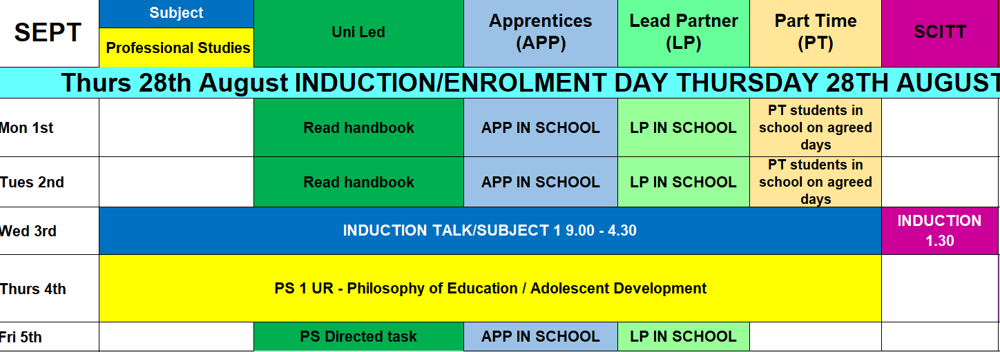 SEPT
Subject
Professional Studies
Uni Led
Apprentices
(APP)
Lead Partner
(LP)
Part Time
(PT)
SCITT
Thurs 28th August INDUCTION/ENROLMENT DAY THURSDAY 28TH AUGUST
Mon 1st
Read handbook
APP IN SCHOOL
LP IN SCHOOL
PT students in
school on agreed
days
Tues 2nd
Read handbook
APP IN SCHOOL
LP IN SCHOOL
PT students in
school on agreed
days
Wed 3rd
INDUCTION TALK/SUBJECT 1 9.00 - 4.30
INDUCTION
1.30
Thurs 4th
PS 1 UR - Philosophy of Education / Adolescent Development
Fri 5th
PS Directed task
APP IN SCHOOL
LP IN SCHOOL